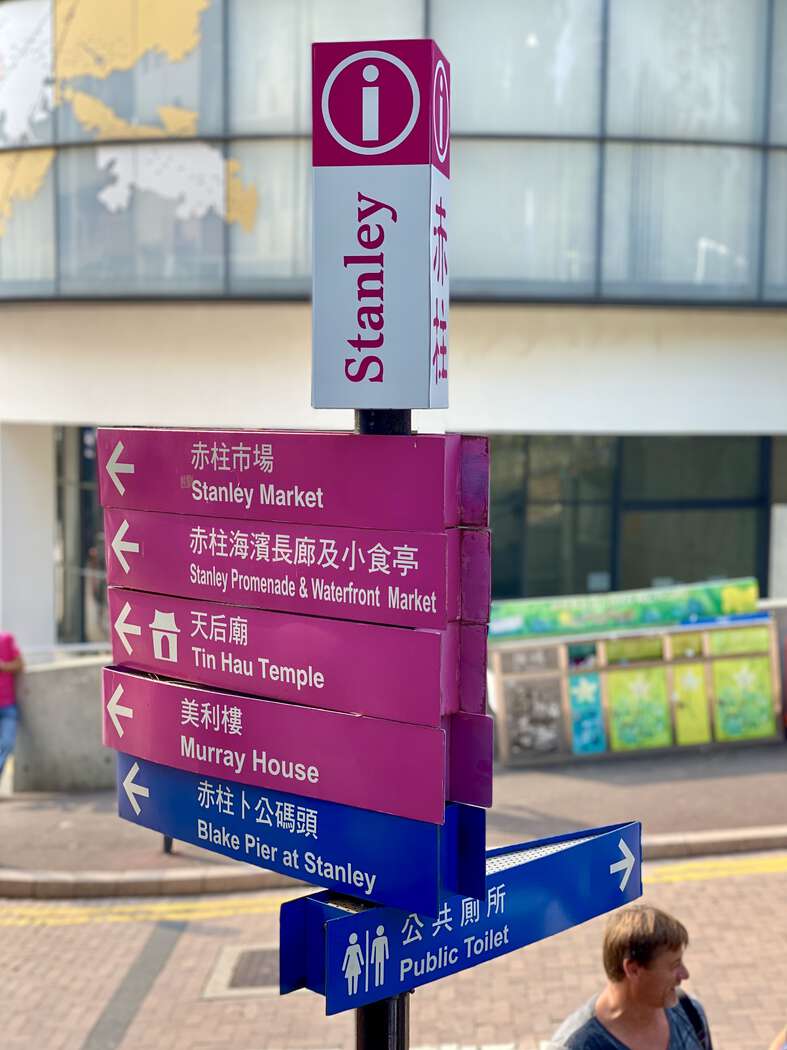 i
Stanley
赤柱
赤柱市場
Stanley Market
赤柱海濱長廊及小食亭
Stanley Promenade & Waterfront Market
天后廟
Tin Hau Temple
美利樓
Murray House
赤柱卜公碼頭
Blake Pier at Stanley
公共廁所
Public Toilet